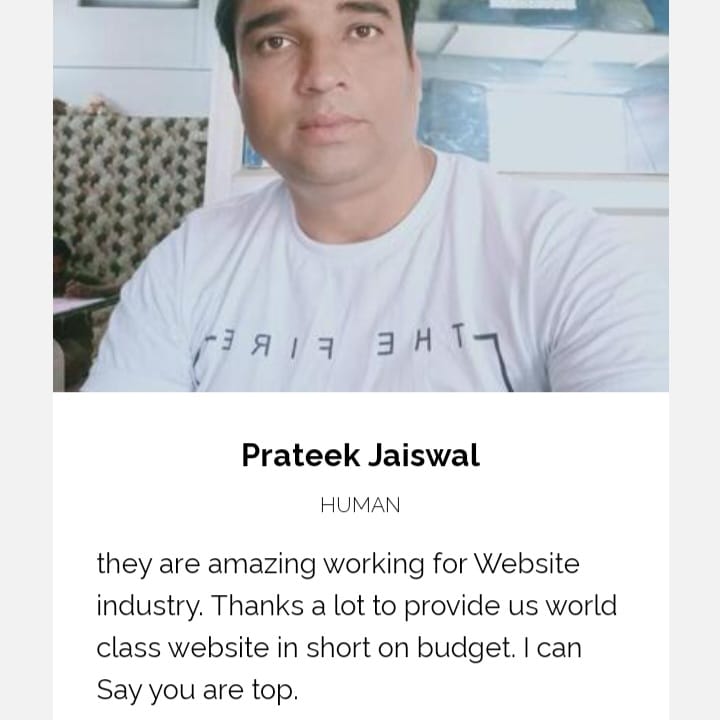 THE FIRE
Prateek Jaiswal
HUMAN
they are amazing working for Website
industry. Thanks a lot to provide us world
class website in short on budget. I can
Say you are top.